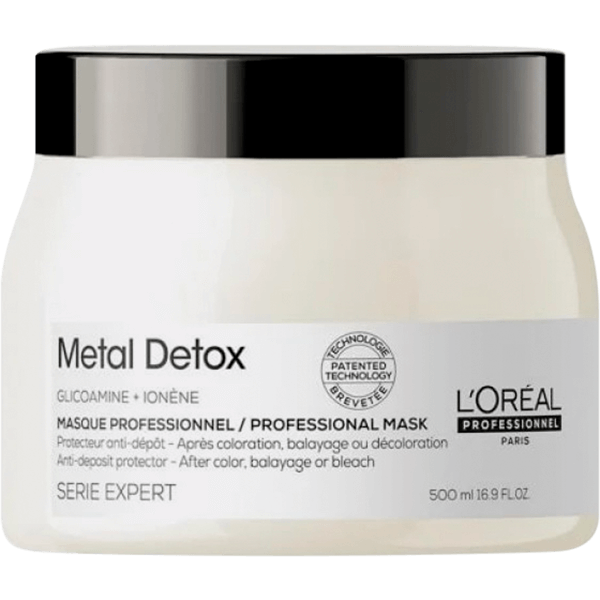 Metal Detox
GLICOAMINE + IONÈNE
MASQUE PROFESSIONNEL / PROFESSIONAL MASK
Protecteur anti-dépôt – Après coloration, balayage ou décoloration
Anti-deposit protector – After color, balayage or bleach
SERIE EXPERT
TECHNOLOGIE
PATENTED
TECHNOLOGY
BREVETÉE
L'ORÉAL
PROFESSIONNEL
PARIS
500 ml 16.9 FL.OZ.